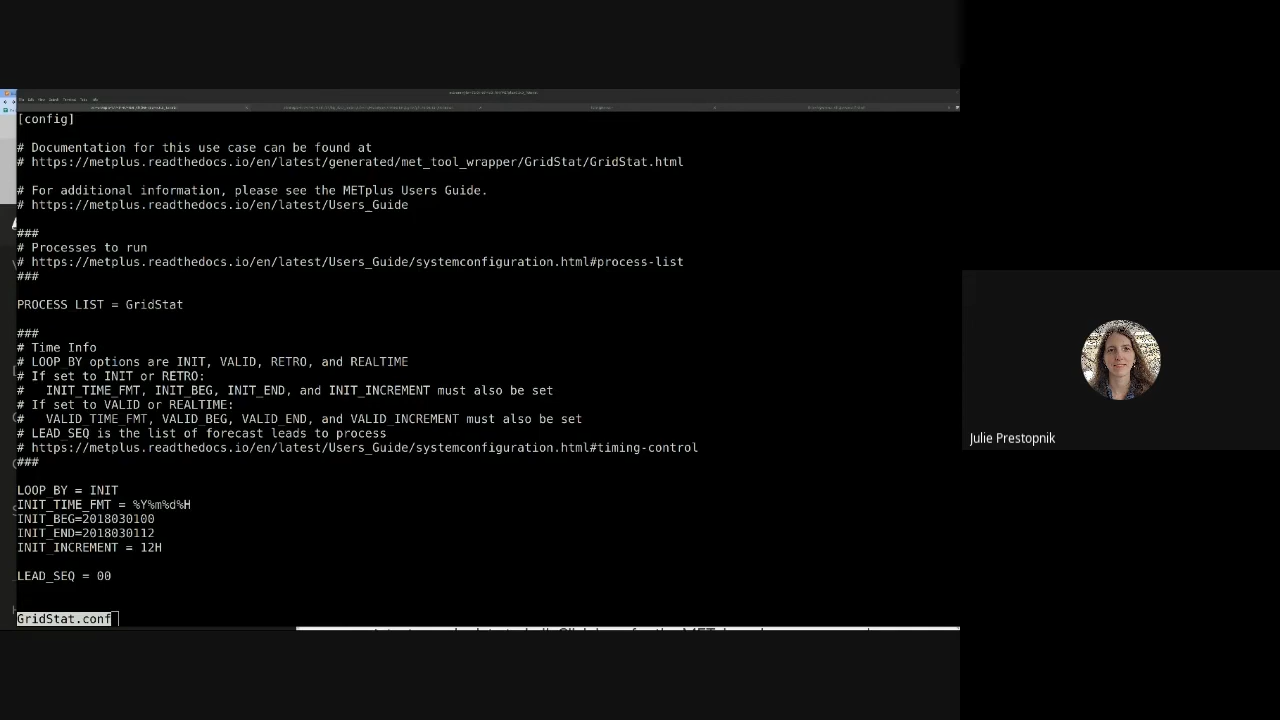 [config]
# Documentation for this use case can be found at
# https://metplus.readthedocs.io/en/latest/generated/met_tool_wrapper/GridStat/GridStat.html
# For additional information, please see the METplus Users Guide.
# https://metplus.readthedocs.io/en/latest/Users_Guide
###
# Processes to run
# https://metplus.readthedocs.io/en/latest/Users_Guide/systemconfiguration.html#process-list
###
PROCESS_LIST = GridStat
###
# Time Info
# LOOP_BY options are INIT, VALID, RETRO, and REALTIME
# If set to INIT or RETRO:
#   INIT_TIME_FMT, INIT_BEG, INIT_END, and INIT_INCREMENT must also be set
# If set to VALID or REALTIME:
#   VALID_TIME_FMT, VALID_BEG, VALID_END, and VALID_INCREMENT must also be set
# LEAD_SEQ is the list of forecast leads to process
# https://metplus.readthedocs.io/en/latest/Users_Guide/systemconfiguration.html#timing-control
###
LOOP_BY = INIT
INIT_TIME_FMT = %Y%m%d%H
INIT_BEG=2018030100
INIT_END=2018030112
INIT_INCREMENT = 12H
LEAD_SEQ = 00
GridStat.conf
Julie Prestopnik